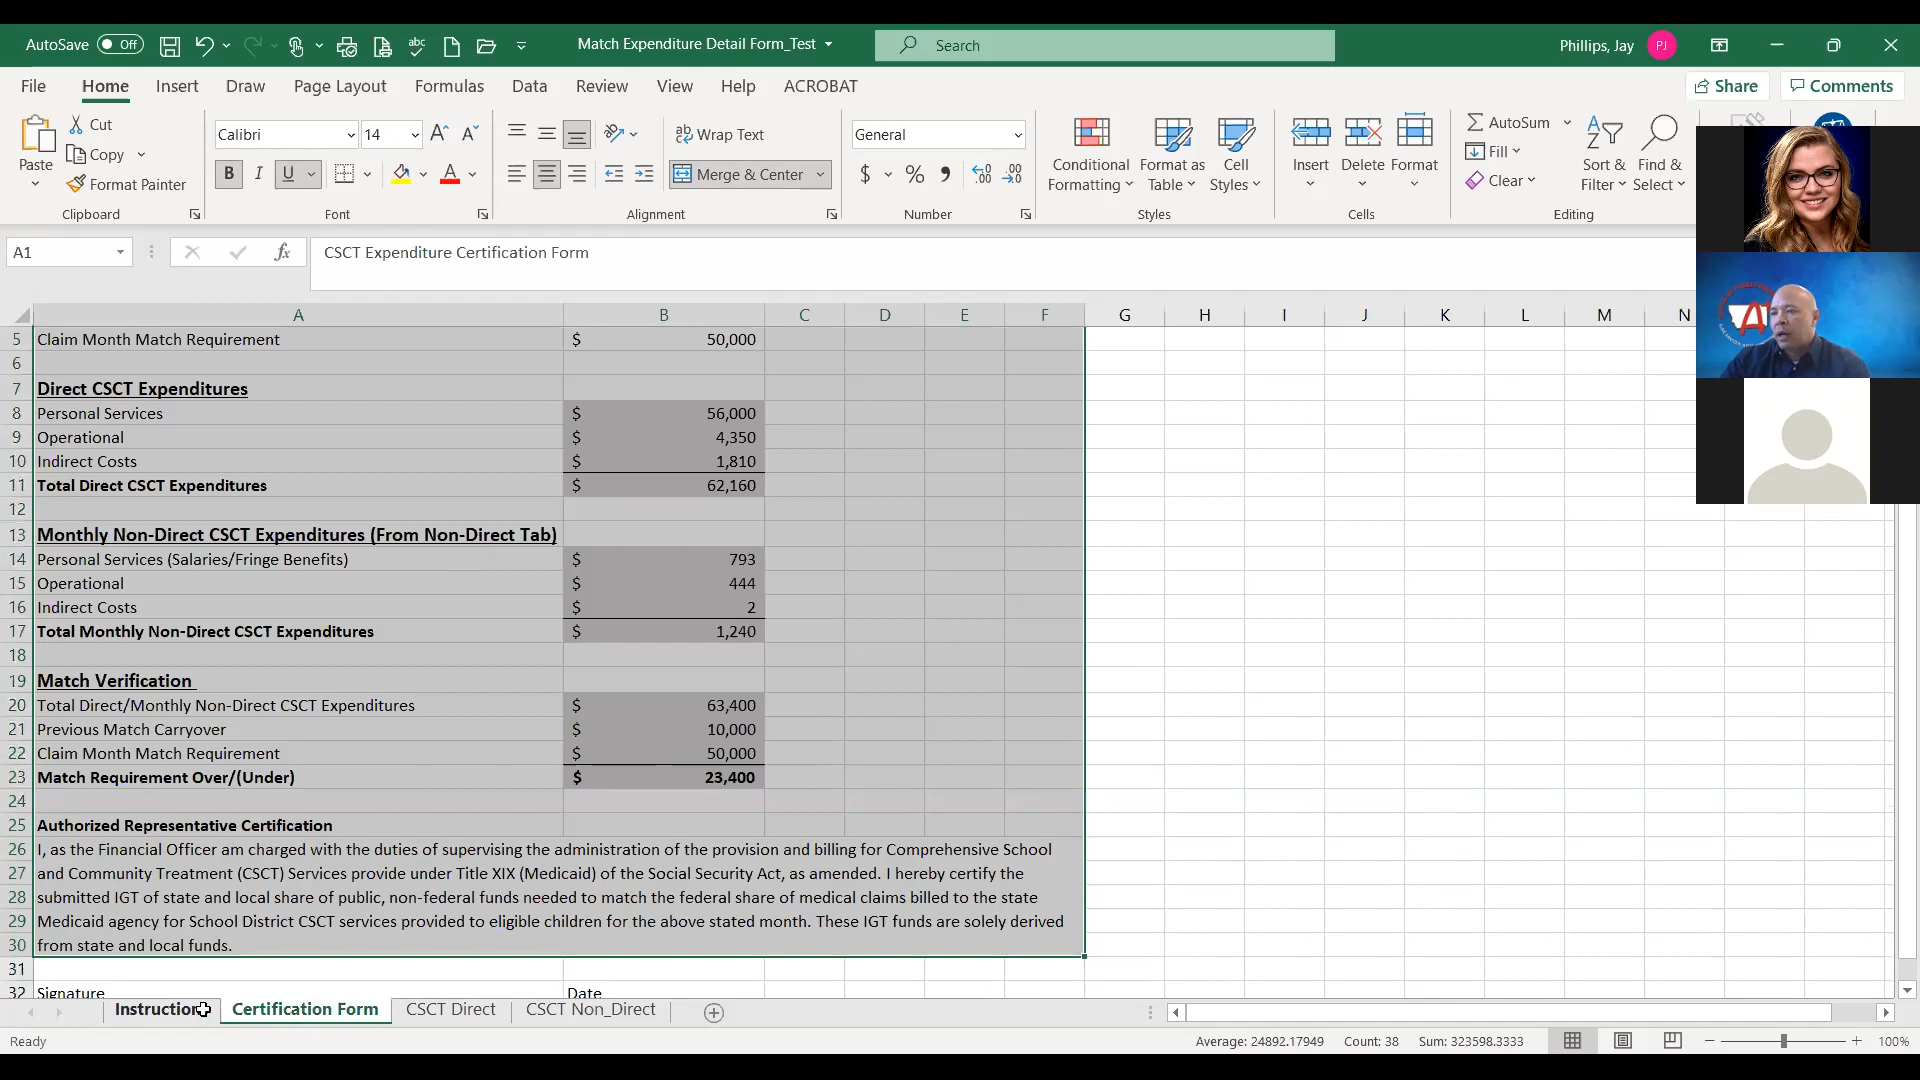 AutoSave Off Match Expenditure Detail Form_Test Search Phillips, Jay PJ
File Home Insert Draw Page Layout Formulas Data Review View Help ACROBAT Share Comments
Paste Cut Copy Format Painter Clipboard
Calibri 14 B I U A Font
ab Wrap Text Merge & Center Alignment
General $ % Number
Conditional Formatting Format as Table Cell Styles Styles
Insert Delete Format Cells
AutoSum Fill Clear Sort & Filter Find & Select Editing
A1 fx CSCT Expenditure Certification Form
A B C D E F G H I J K L M N
5 Claim Month Match Requirement $ 50,000
6
7 Direct CSCT Expenditures
8 Personal Services $ 56,000
9 Operational $ 4,350
10 Indirect Costs $ 1,810
11 Total Direct CSCT Expenditures $ 62,160
12
13 Monthly Non-Direct CSCT Expenditures (From Non-Direct Tab)
14 Personal Services (Salaries/Fringe Benefits) $ 793
15 Operational $ 444
16 Indirect Costs $ 2
17 Total Monthly Non-Direct CSCT Expenditures $ 1,240
18
19 Match Verification
20 Total Direct/Monthly Non-Direct CSCT Expenditures $ 63,400
21 Previous Match Carryover $ 10,000
22 Claim Month Match Requirement $ 50,000
23 Match Requirement Over/(Under) $ 23,400
24
25 Authorized Representative Certification
26 I, as the Financial Officer am charged with the duties of supervising the administration of the provision and billing for Comprehensive School
27 and Community Treatment (CSCT) Services provide under Title XIX (Medicaid) of the Social Security Act, as amended. I hereby certify the
28 submitted IGT of state and local share of public, non-federal funds needed to match the federal share of medical claims billed to the state
29 Medicaid agency for School District CSCT services provided to eligible children for the above stated month. These IGT funds are solely derived
30 from state and local funds.
31
32 Signature Date
Instruction Certification Form CSCT Direct CSCT Non_Direct
Ready Average: 24892.17949 Count: 38 Sum: 323598.3333 100%